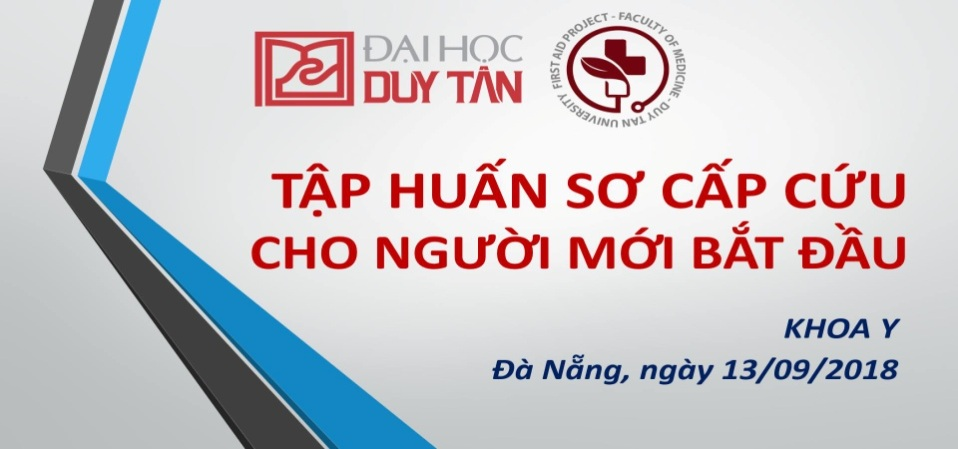 ĐẠI HỌC
DUY TÂN
FIRST AID PROJECT - FACULTY OF MEDICINE - DUY TAN UNIVERSITY
TẬP HUẤN SƠ CẤP CỨU
CHO NGƯỜI MỚI BẮT ĐẦU
KHOA Y
Đà Nẵng, ngày 13/09/2018